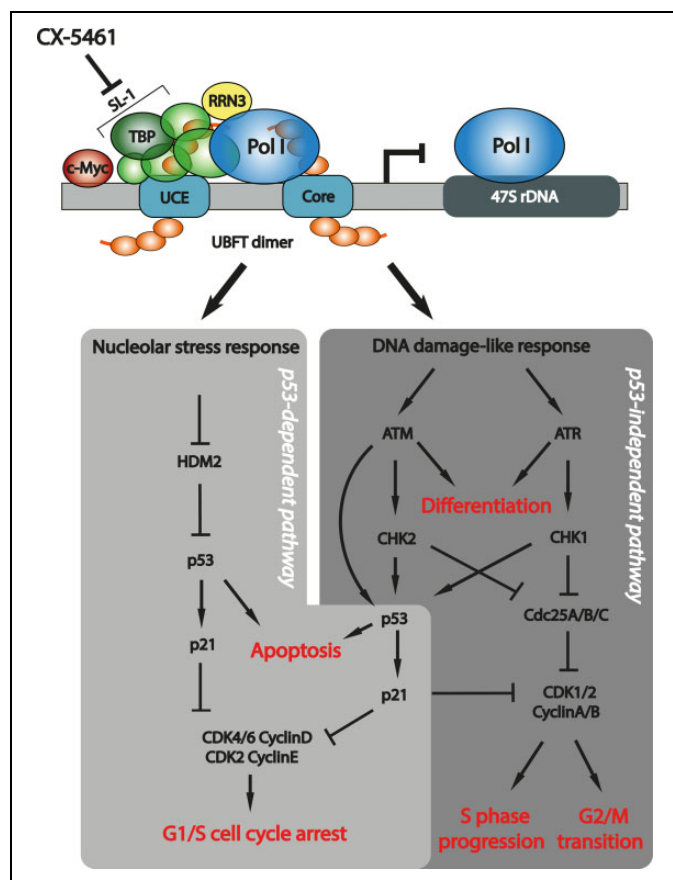 CX-5461
SL-1
RRN3
TBP
Pol I
Pol I
c-Myc
UCE
Core
47S rDNA
UBFT dimer
Nucleolar stress response
DNA damage-like response
p53-dependent pathway
p53-independent pathway
ATM
ATR
HDM2
Differentiation
CHK2
CHK1
p53
Cdc25A/B/C
p53
p21
Apoptosis
p21
CDK1/2
CyclinA/B
CDK4/6 CyclinD
CDK2 CyclinE
G1/S cell cycle arrest
S phase
progression
G2/M
transition